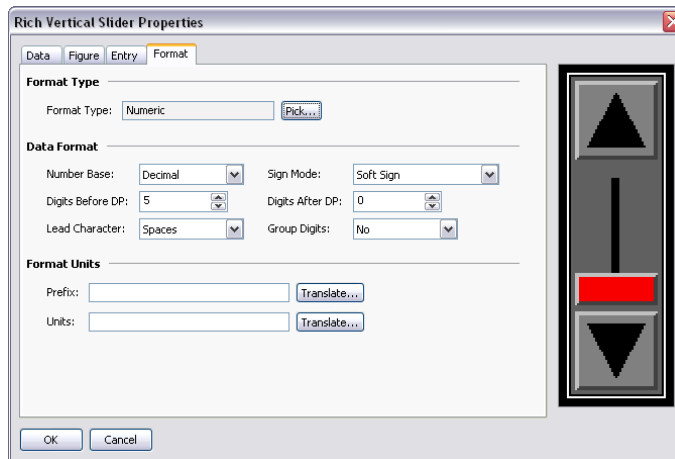 Rich Vertical Slider Properties
Data Figure Entry Format
Format Type
Format Type: Numeric Pick...
Data Format
Number Base: Decimal Sign Mode: Soft Sign
Digits Before DP: 5 Digits After DP: 0
Lead Character: Spaces Group Digits: No
Format Units
Prefix: Translate...
Units: Translate...
OK Cancel